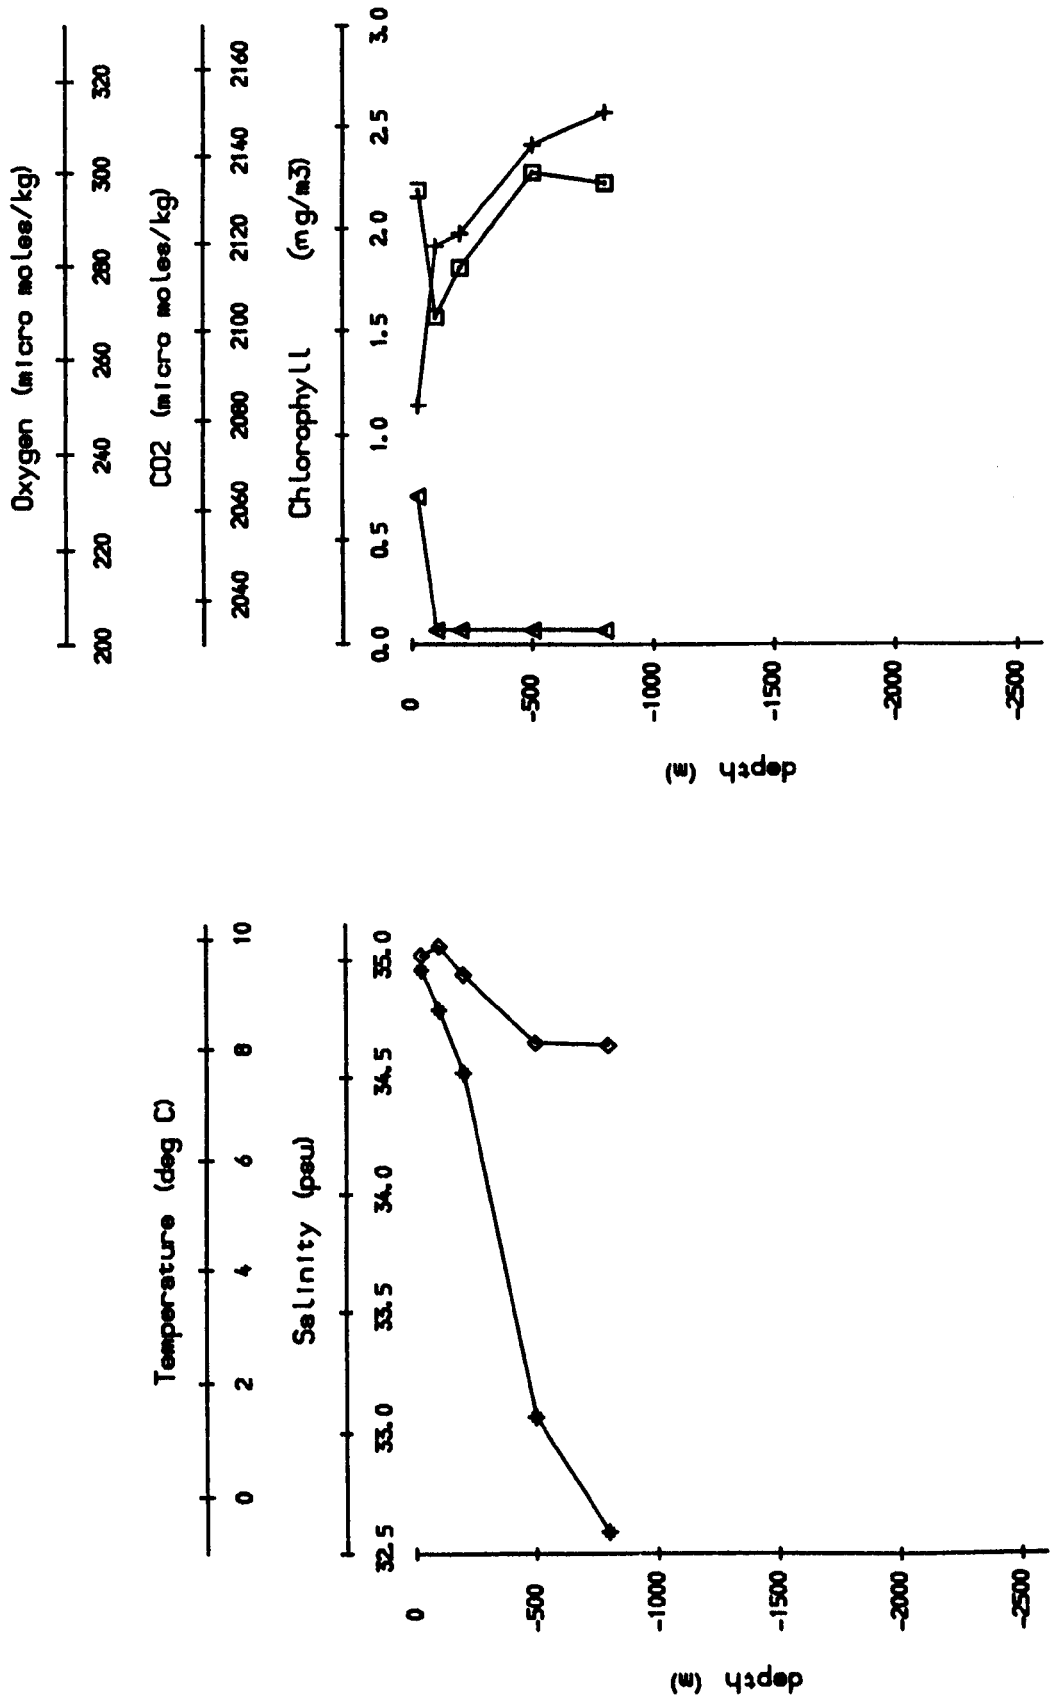 Temperature (deg C)
0 2 4 6 8 10
Salinity (psu)
32.5 33.0 33.5 34.0 34.5 35.0
0
-500
-1000
-1500
-2000
-2500
depth (m)
Oxygen (micro moles/kg)
200 220 240 260 280 300 320
CO2 (micro moles/kg)
2040 2060 2080 2100 2120 2140 2160
Chlorophyll (mg/m3)
0.0 0.5 1.0 1.5 2.0 2.5 3.0
0
-500
-1000
-1500
-2000
-2500
depth (m)